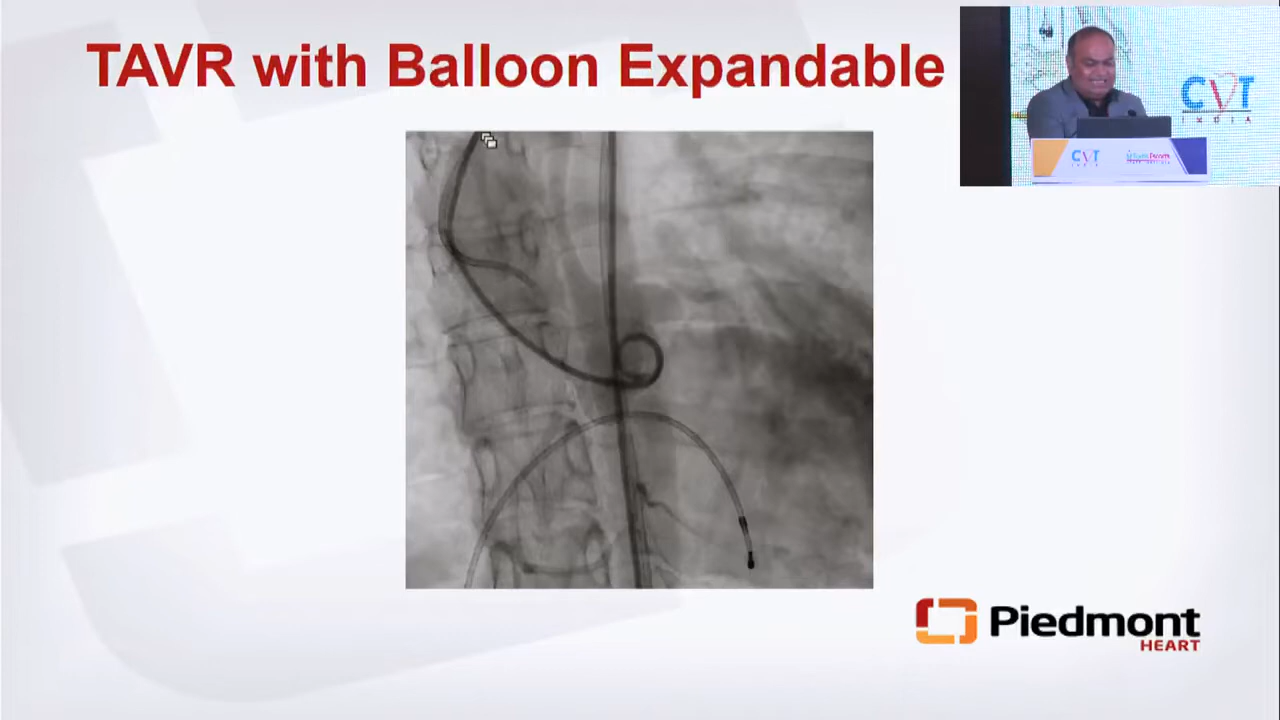 TAVR with Balloon Expandable
CVT
INDIA
CVT
Piedmont
HEART